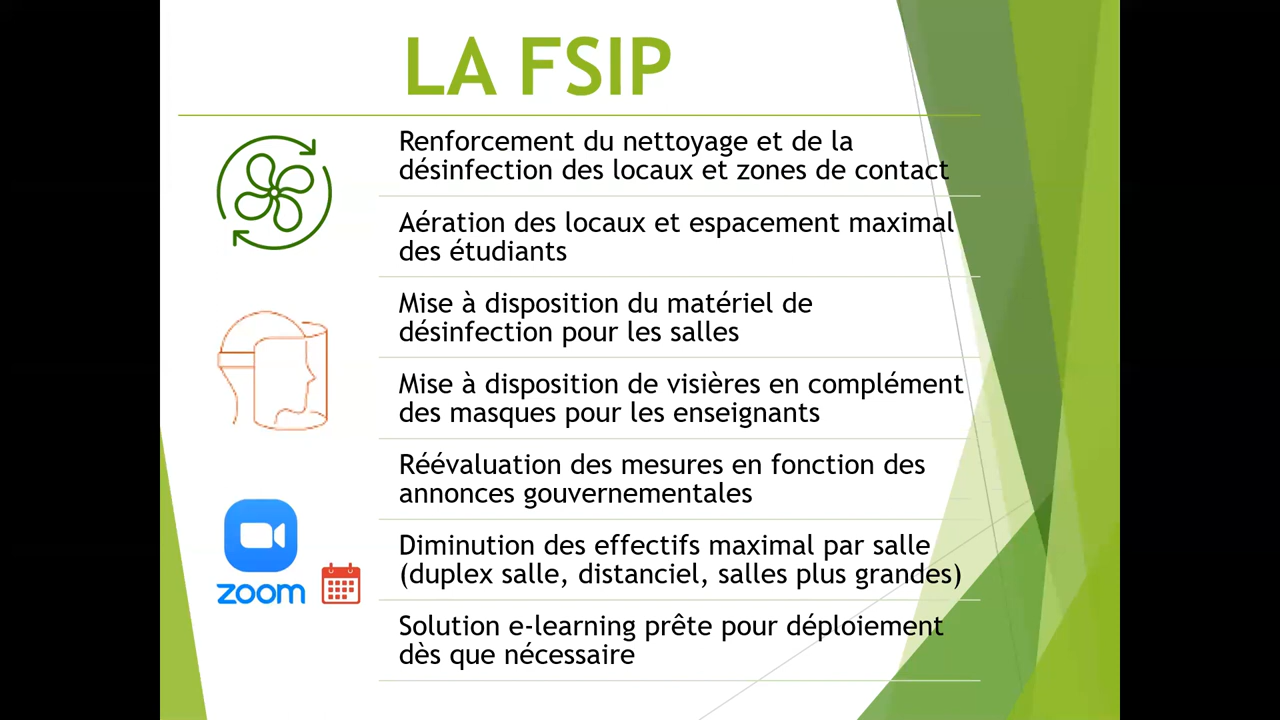 LA FSIP
Renforcement du nettoyage et de la
désinfection des locaux et zones de contact
Aération des locaux et espacement maximal
des étudiants
Mise à disposition du matériel de
désinfection pour les salles
Mise à disposition de visières en complément
des masques pour les enseignants
Réévaluation des mesures en fonction des
annonces gouvernementales
Diminution des effectifs maximal par salle
(duplex salle, distanciel, salles plus grandes)
zoom
Solution e-learning prête pour déploiement
dès que nécessaire